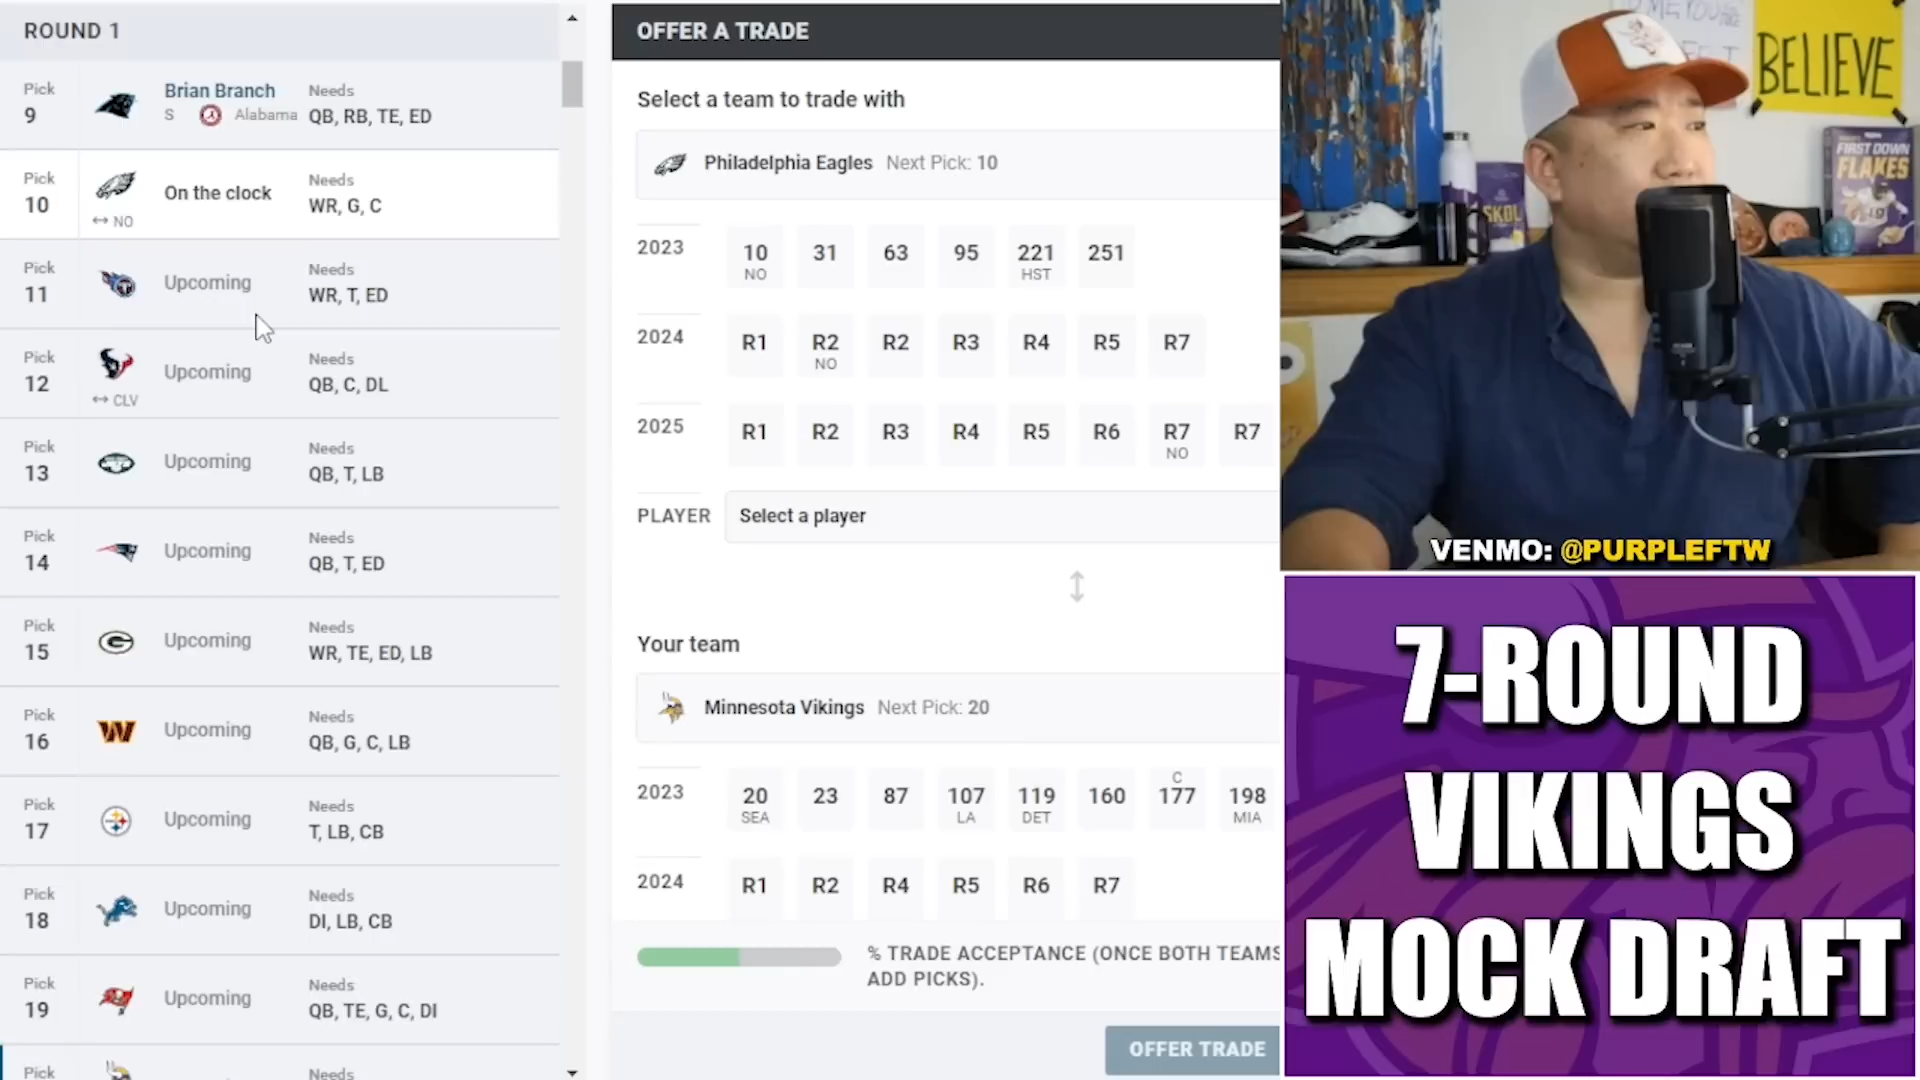 ROUND 1
Pick 9
Brian Branch
S Alabama
Needs
QB, RB, TE, ED
Pick 10
NO
On the clock
Needs
WR, G, C
Pick 11
Upcoming
Needs
WR, T, ED
Pick 12
CLV
Upcoming
Needs
QB, C, DL
Pick 13
Upcoming
Needs
QB, T, LB
Pick 14
Upcoming
Needs
QB, T, ED
Pick 15
Upcoming
Needs
WR, TE, ED, LB
Pick 16
Upcoming
Needs
QB, G, C, LB
Pick 17
Upcoming
Needs
T, LB, CB
Pick 18
Upcoming
Needs
DI, LB, CB
Pick 19
Upcoming
Needs
QB, TE, G, C, DI
Pick
Needs
OFFER A TRADE
Select a team to trade with
Philadelphia Eagles Next Pick: 10
2023 10 31 63 95 221 251
NO HST
2024 R1 R2 R2 R3 R4 R5 R7
NO
2025 R1 R2 R3 R4 R5 R6 R7 R7
NO
PLAYER Select a player
Your team
Minnesota Vikings Next Pick: 20
C
2023 20 23 87 107 119 160 177 198
SEA LA DET MIA
2024 R1 R2 R4 R5 R6 R7
% TRADE ACCEPTANCE (ONCE BOTH TEAMS
ADD PICKS).
OFFER TRADE
BELIEVE
FIRST DOWN
FLAKES
SKOL
VENMO: @PURPLEFTW
7-ROUND
VIKINGS
MOCK DRAFT